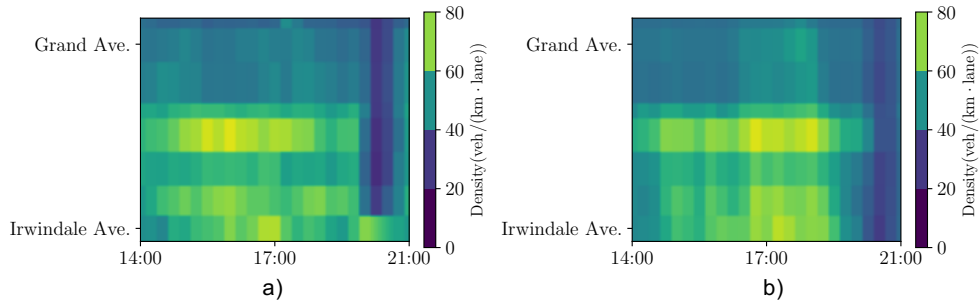 80
60
40
20
0
Density(veh/(km · lane))
Grand Ave.
Irwindale Ave.
14:00 17:00 21:00
a)
80
60
40
20
0
Density(veh/(km · lane))
Grand Ave.
Irwindale Ave.
14:00 17:00 21:00
b)